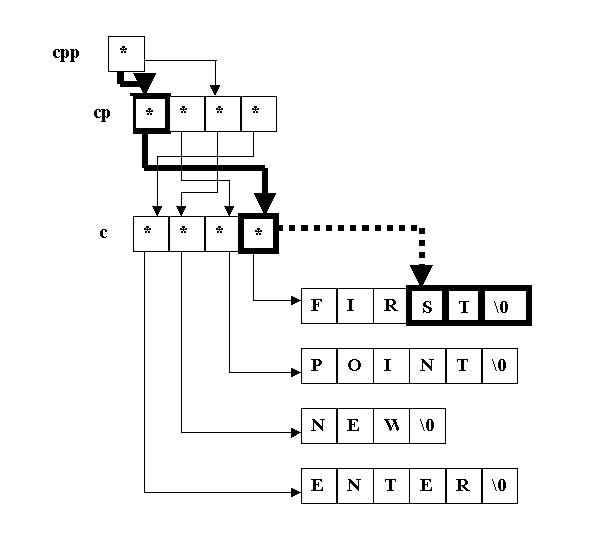 cpp *
cp * * * *
c * * * *
F I R S T \0
P O I N T \0
N E W \0
E N T E R \0